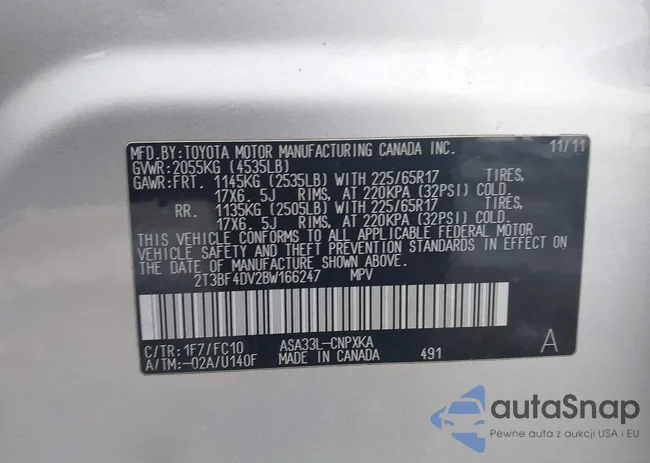 MFD.BY: TOYOTA MOTOR MANUFACTURING CANADA INC. 11/11
GVWR: 2055KG (4535LB)
GAWR: FRT. 1145KG (2535LB) WITH 225/65R17 TIRES,
17X6. 5J RIMS, AT 220KPA (32PSI) COLD.
RR. 1135KG (2505LB) WITH 225/65R17 TIRES,
17X6. 5J RIMS, AT 220KPA (32PSI) COLD.
THIS VEHICLE CONFORMS TO ALL APPLICABLE FEDERAL MOTOR
VEHICLE SAFETY AND THEFT PREVENTION STANDARDS IN EFFECT ON
THE DATE OF MANUFACTURE SHOWN ABOVE.
2T3BF4DV2BW166247 MPV
C/TR: 1F7/FC10 ASA33L-CNPXKA A
A/TM: -02A/U140F MADE IN CANADA 491
autaSnap
Pewne auta z aukcji USA i EU